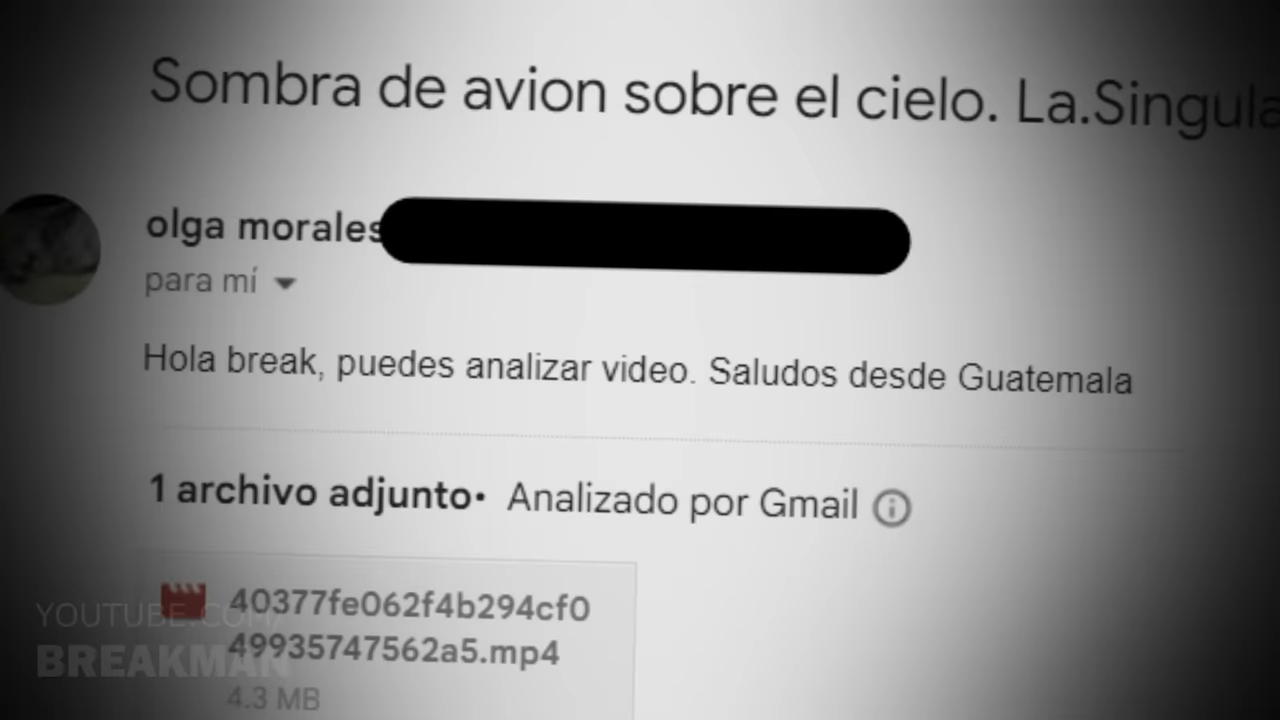 Sombra de avion sobre el cielo. La.Singula
olga morales
para mí
Hola break, puedes analizar video. Saludos desde Guatemala
1 archivo adjunto• Analizado por Gmail
40377fe062f4b294cf0
49935747562a5.mp4
4.3 MB
YOUTUBE.COM/
BREAKMAN